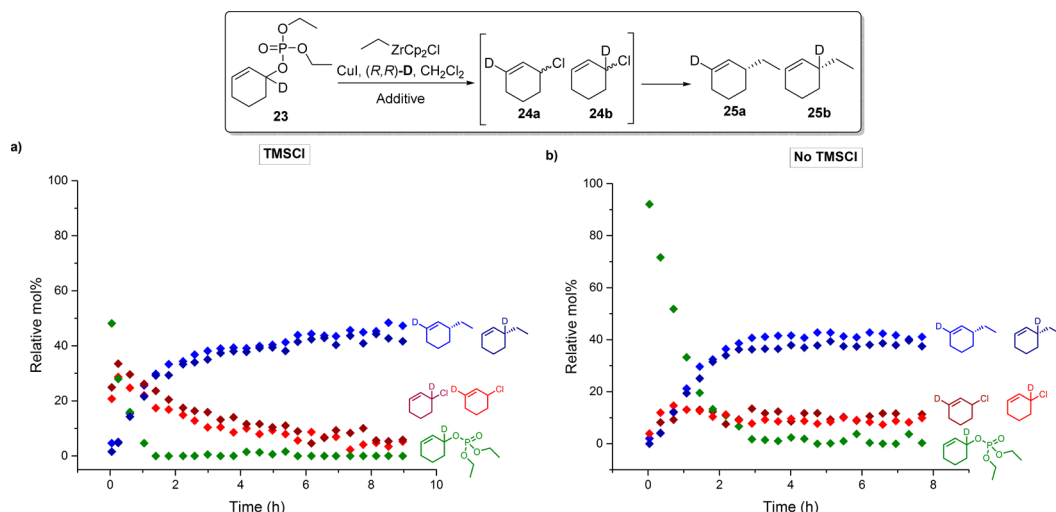 O
O
P
O
O
D
23
ZrCp₂Cl
CuI, (R,R)-D, CH₂Cl₂
Additive
D
Cl
24a
D
Cl
24b
D
25a
D
25b
a)
TMSCl
b)
No TMSCl
Relative mol%
100
80
60
40
20
0
0
2
4
6
8
10
Time (h)
D
D
D
Cl
D
Cl
D
O
O
P
O
O
Relative mol%
100
80
60
40
20
0
0
2
4
6
8
Time (h)
D
D
D
Cl
D
Cl
D
O
O
P
O
O